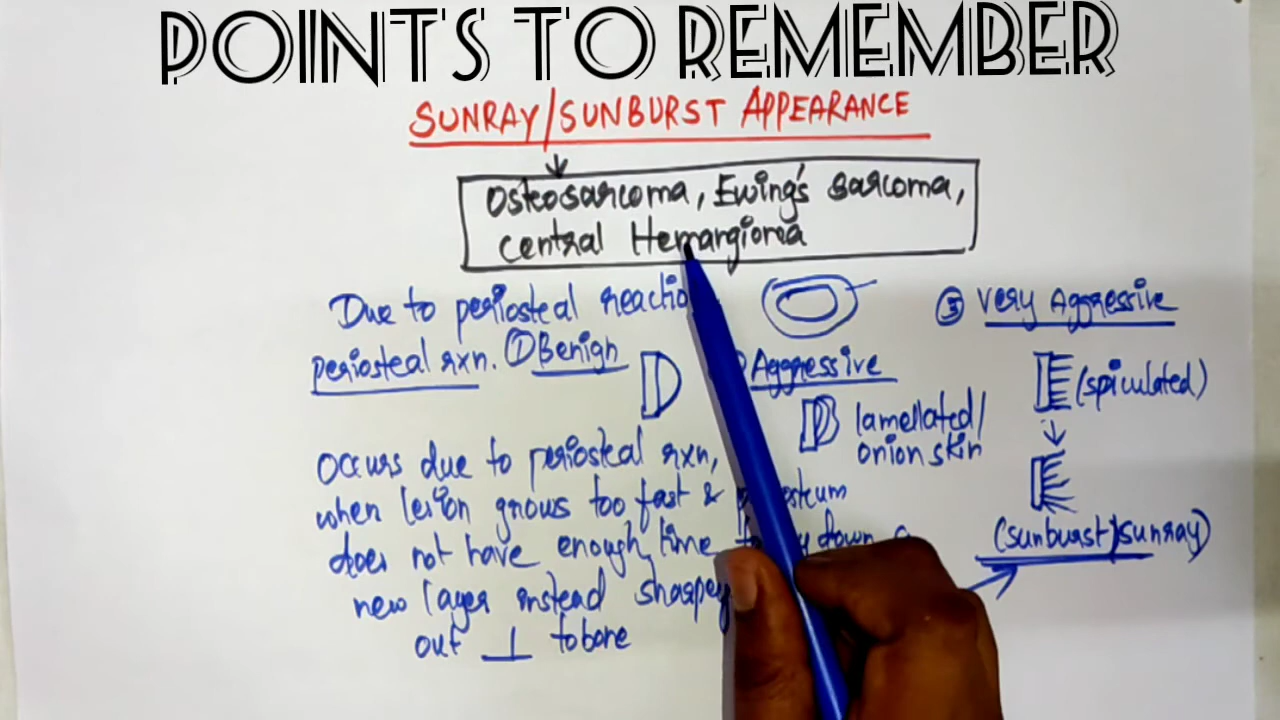 POINTS TO REMEMBER
SUNRAY/SUNBURST APPEARANCE
Osteosarcoma, Ewing's sarcoma,
central Hemangioma
Due to periosteal
periosteal rxn. ① Benign
Aggressive
③ Very Aggressive
(spiculated)
lamellated/
onion skin
(sunburst/sunray)
Occurs due to periosteal rxn,
when lesion grows too fast &
does not have enough time
new layer instead
out ⊥ to bone